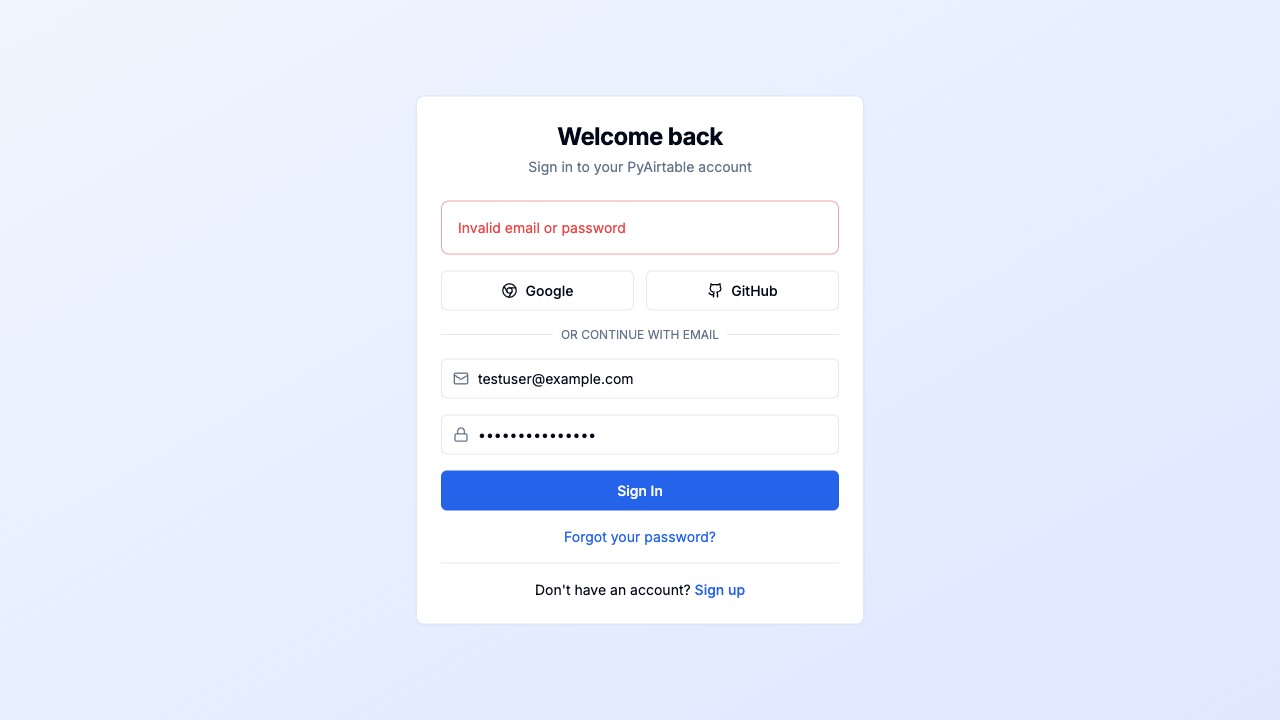 Welcome back
Sign in to your PyAirtable account
Invalid email or password
Google
GitHub
OR CONTINUE WITH EMAIL
testuser@example.com
•••••••••••••••
Sign In
Forgot your password?
Don't have an account? Sign up